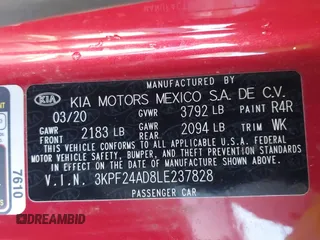 MANUFACTURED BY
KIA KIA MOTORS MEXICO S.A. DE C.V.
03/20 GVWR 3792 LB PAINT R4R
GAWR F 2183 LB GAWR R 2094 LB TRIM WK
THIS VEHICLE CONFORMS TO ALL APPLICABLE U.S. FEDERAL
MOTOR VEHICLE SAFETY, BUMPER, AND THEFT PREVENTION
STANDARDS IN EFFECT ON THE DATE OF MANUFACTURE SHOWN ABOVE.
V.I.N. 3KPF24AD8LE237828
PASSENGER CAR
7610
DREAMBID